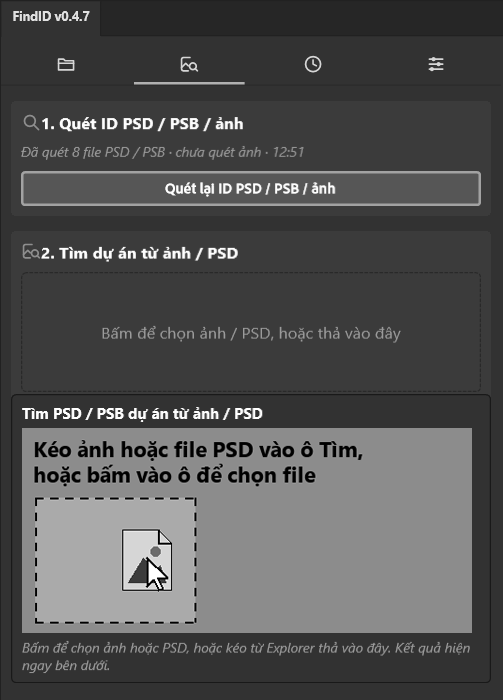 FindID v0.4.7
1. Quét ID PSD / PSB / ảnh
Đã quét 8 file PSD / PSB · chưa quét ảnh · 12:51
Quét lại ID PSD / PSB / ảnh
2. Tìm dự án từ ảnh / PSD
Bấm để chọn ảnh / PSD, hoặc thả vào đây
Tìm PSD / PSB dự án từ ảnh / PSD
Kéo ảnh hoặc file PSD vào ô Tìm,
hoặc bấm vào ô để chọn file
Bấm để chọn ảnh hoặc PSD, hoặc kéo từ Explorer thả vào đây. Kết quả hiện
ngay bên dưới.